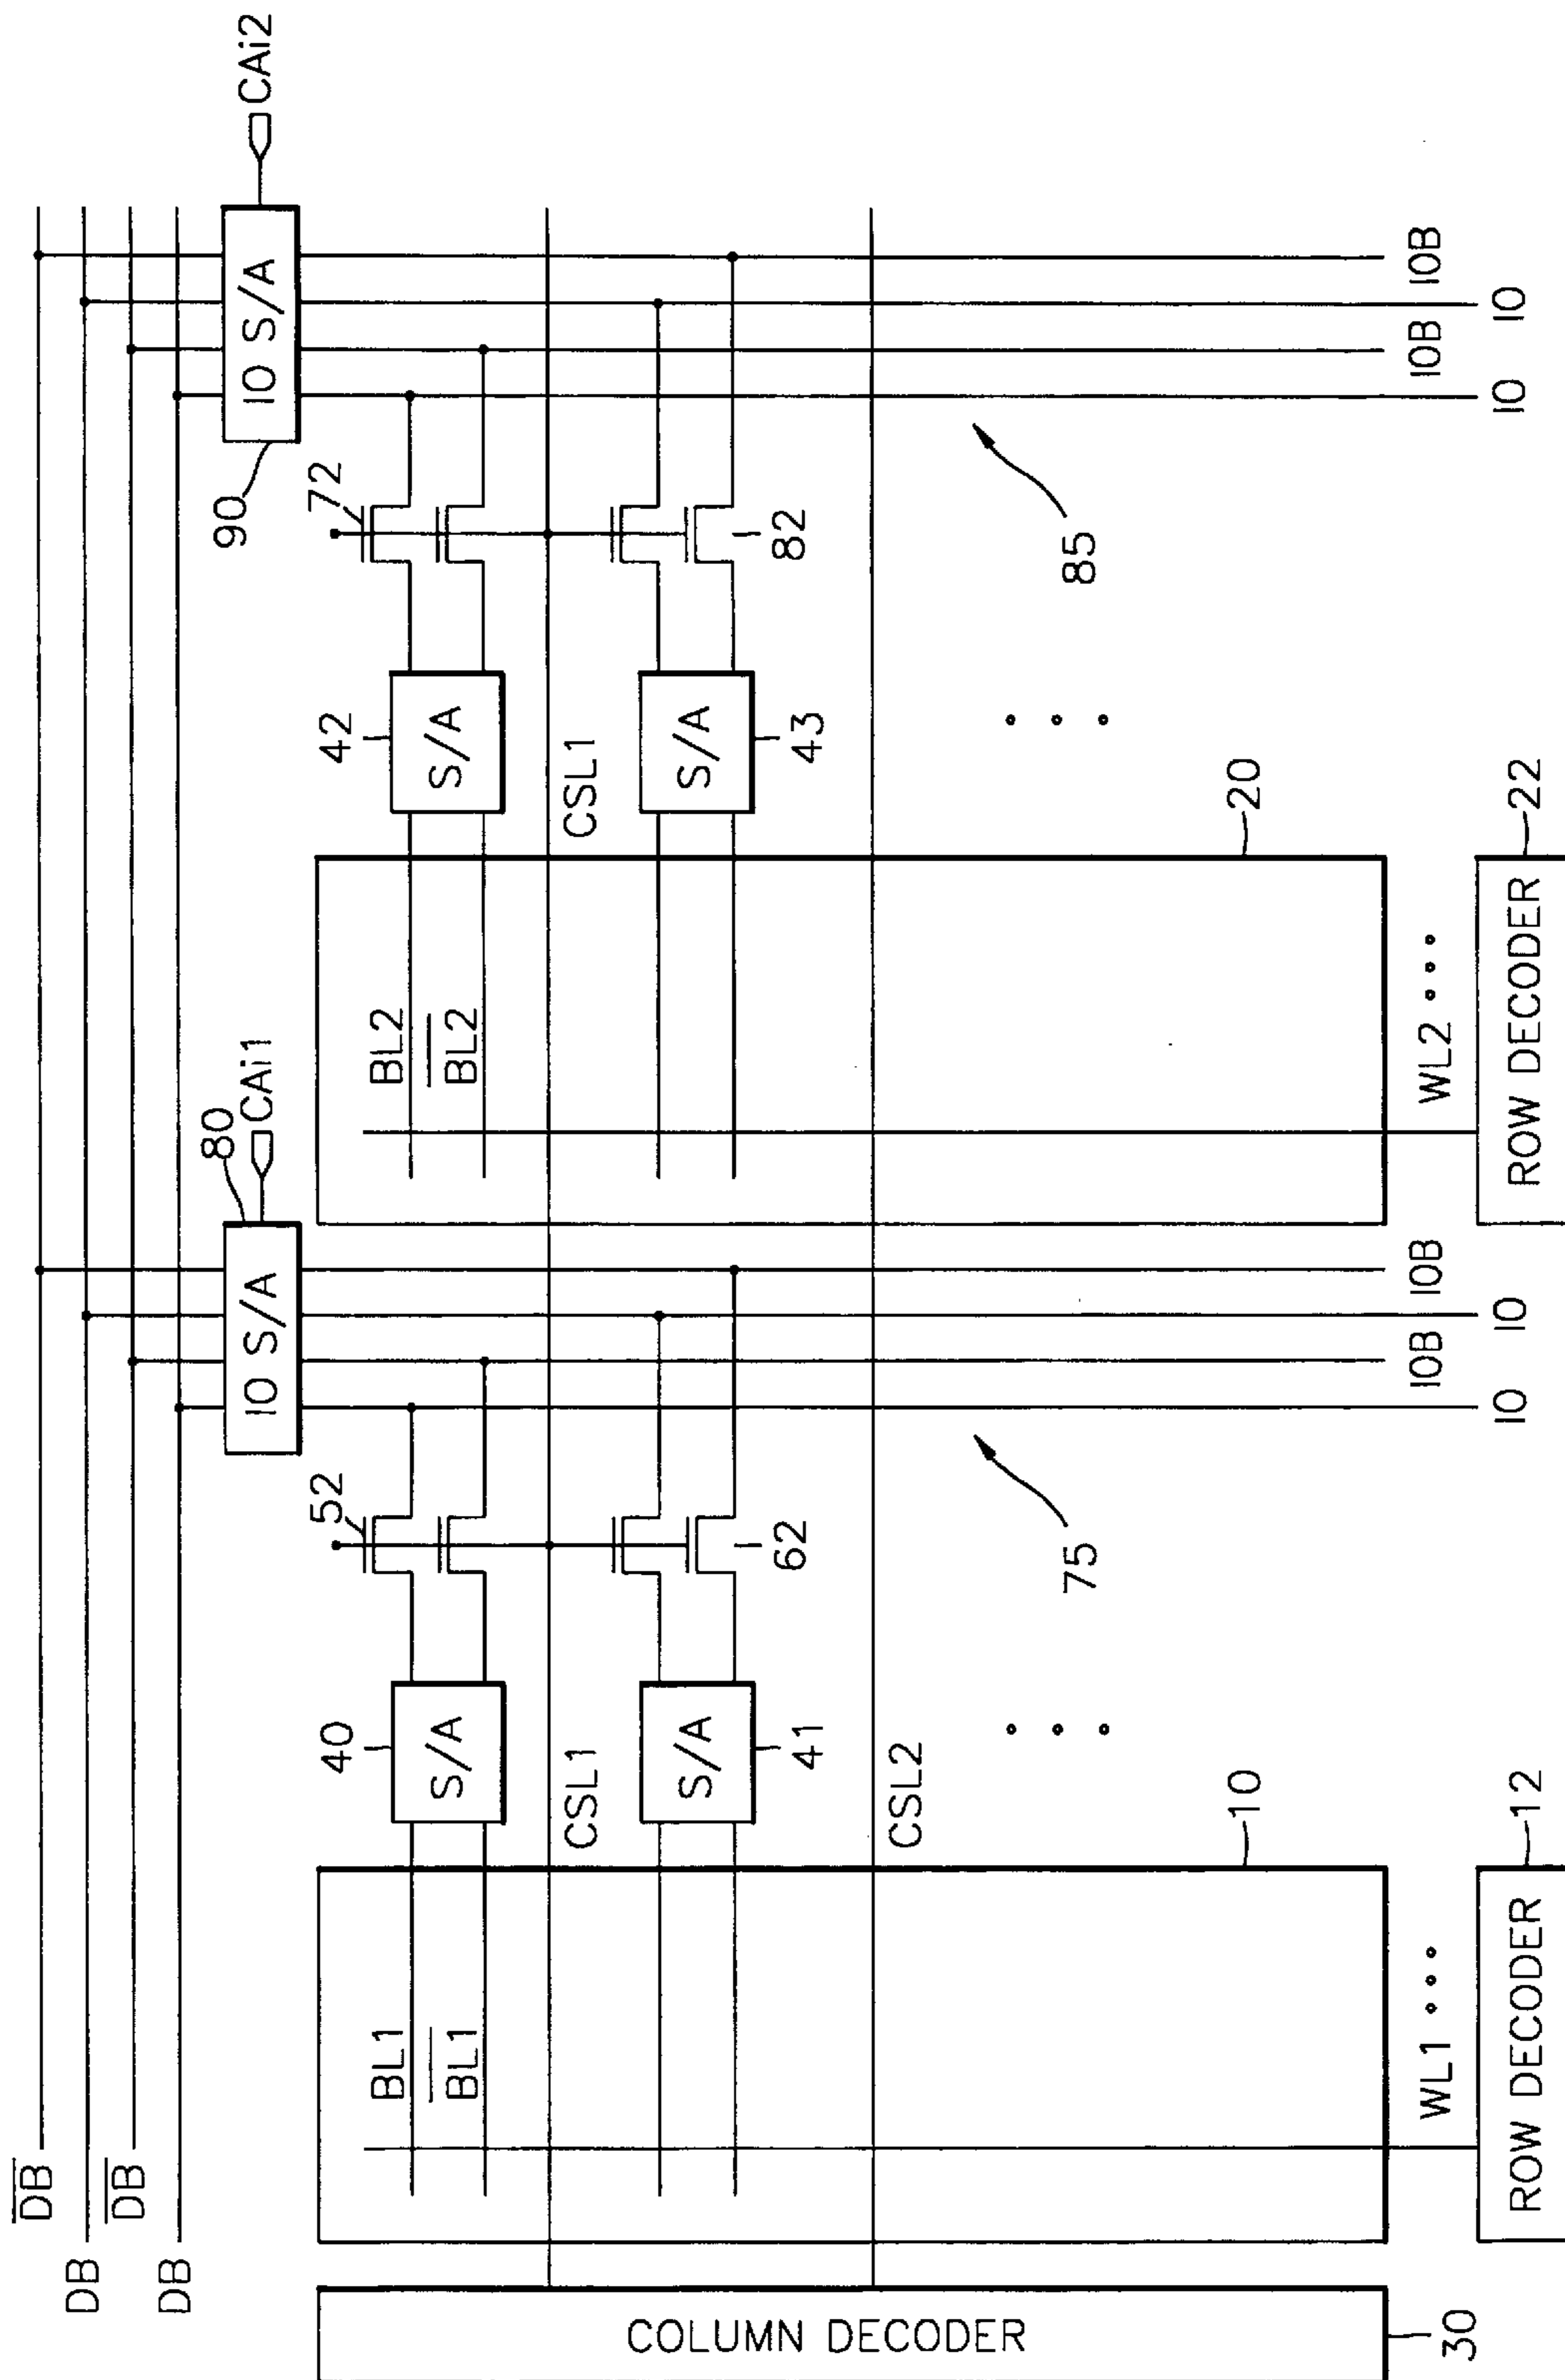 DB
DB
DB
DB
COLUMN DECODER
30
BL1
BL1
WL1
ROW DECODER
12
10
40
S/A
CSL1
S/A
41
CSL2
52
62
75
IO S/A
80
CAi1
IO
IOB
IO
IOB
BL2
BL2
WL2
ROW DECODER
22
20
42
S/A
CSL1
S/A
43
72
82
85
IO S/A
90
CAi2
IO
IOB
IO
IOB